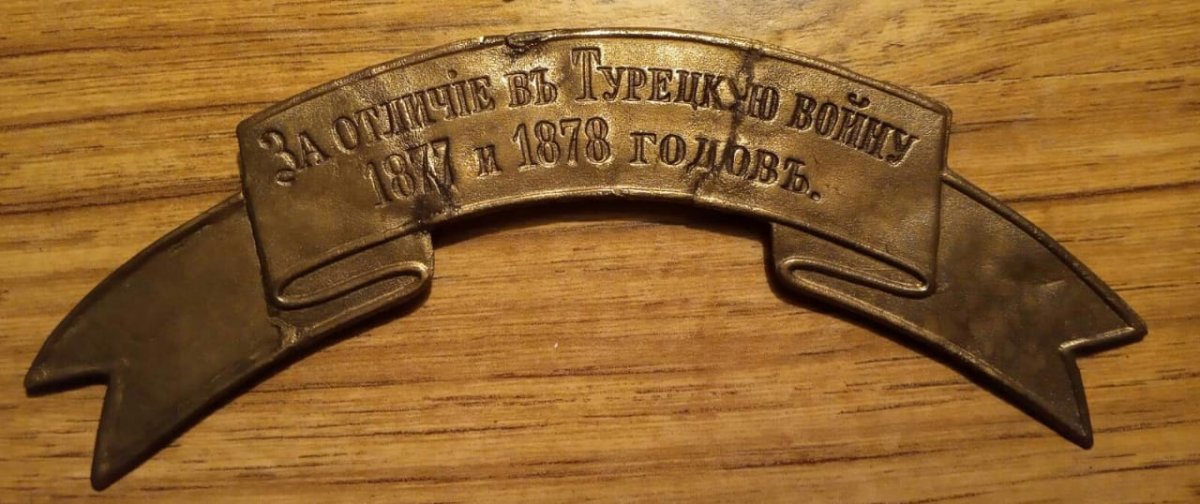 За отличіе въ Турецкую войну
1877 и 1878 годовъ.